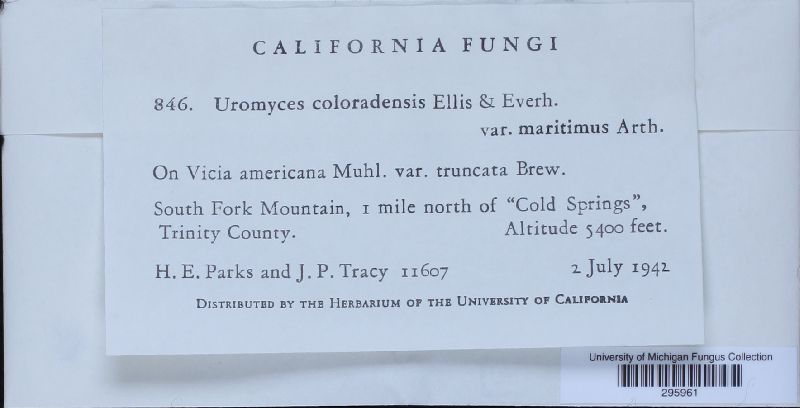 CALIFORNIA FUNGI
846. Uromyces coloradensis Ellis & Everh.
var. maritimus Arth.
On Vicia americana Muhl. var. truncata Brew.
South Fork Mountain, 1 mile north of “Cold Springs”,
Trinity County. Altitude 5400 feet.
H. E. Parks and J. P. Tracy 11607 2 July 1942
Distributed by the Herbarium of the University of California
University of Michigan Fungus Collection
295961